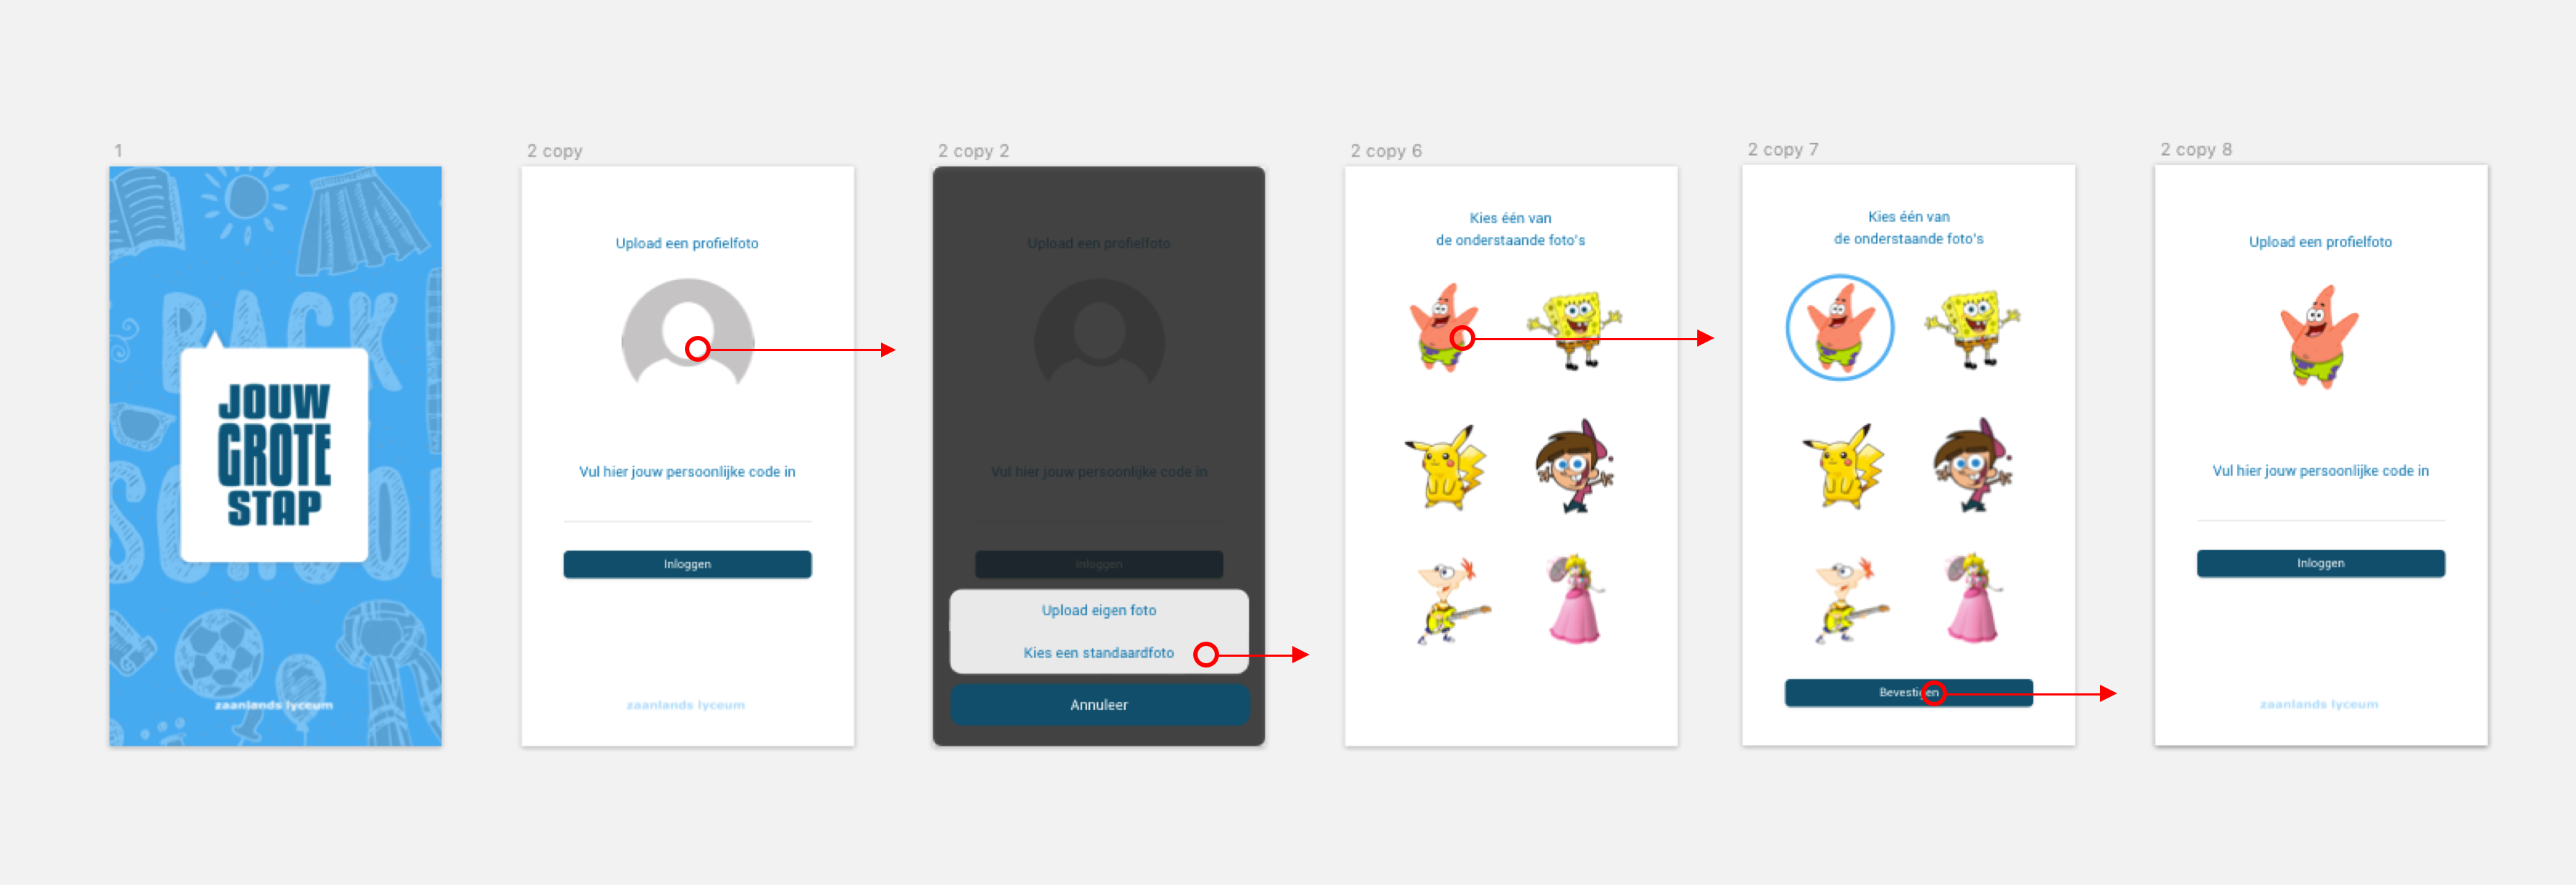 1
BACK
SCHOOL
JOUW
GROTE
STAP
zaanlands lyceum
2 copy
Upload een profielfoto
Vul hier jouw persoonlijke code in
Inloggen
zaanlands lyceum
2 copy 2
Upload een profielfoto
Vul hier jouw persoonlijke code in
Inloggen
Upload eigen foto
Kies een standaardfoto
Annuleer
2 copy 6
Kies één van
de onderstaande foto's
2 copy 7
Kies één van
de onderstaande foto's
Bevestigen
2 copy 8
Upload een profielfoto
Vul hier jouw persoonlijke code in
Inloggen
zaanlands lyceum